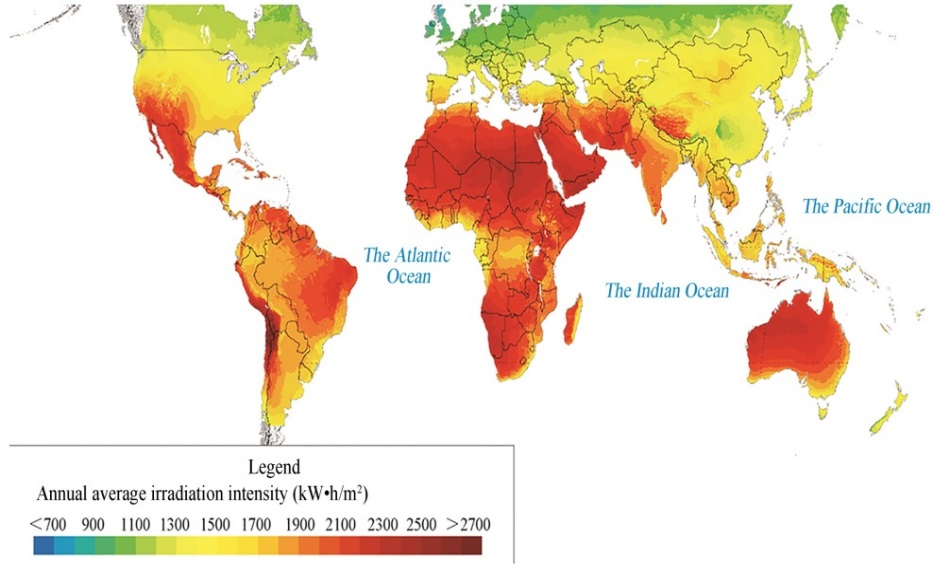 The Pacific Ocean
The Atlantic
Ocean
The Indian Ocean
Legend
Annual average irradiation intensity (kW•h/m²)
<700 900 1100 1300 1500 1700 1900 2100 2300 2500 >2700